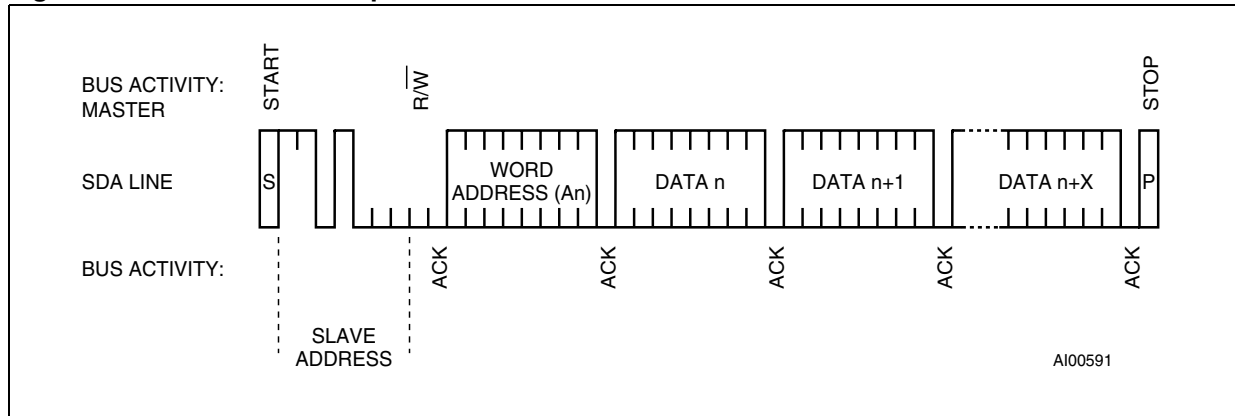 BUS ACTIVITY:
MASTER
START
R/W
STOP
SDA LINE
S
WORD
ADDRESS (An)
DATA n
DATA n+1
DATA n+X
P
BUS ACTIVITY:
ACK
ACK
ACK
ACK
ACK
SLAVE
ADDRESS
AI00591